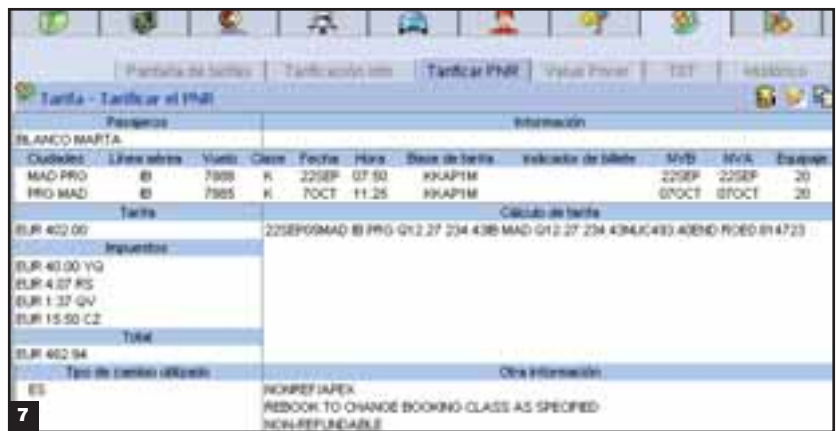 Pantalla de tarifas Tarificación info Tarificar PNR Value Pricer TST Histórico
Tarifa - Tarificar el PNR
Pasajeros Información
BLANCO MARTA
Ciudades Línea aérea Vuelo Clase Fecha Hora Base de tarifa Indicador de billete NVB NVA Equipaje
MAD PRG IB K 22SEP 07 50 KKAP1M 22SEP 22SEP 20
PRG MAD IB 7985 K 7OCT 11.25 KKAP1M 07OCT 07OCT 20
Tarifa Cálculo de tarifa
EUR 402.00 22SEP09MAD IB PRG Q12.27 234.43IB MAD Q12.27 234.43NUC493.40END ROE0.814723
Impuestos
EUR 40.00 YQ
EUR 4.07 RS
EUR 1.37 QV
EUR 15.50 CZ
Total
EUR 462.94
Tipo de cambio utilizado Otra información
ES NONREF/APEX
REBOOK TO CHANGE BOOKING CLASS AS SPECIFIED
NON-REFUNDABLE
7